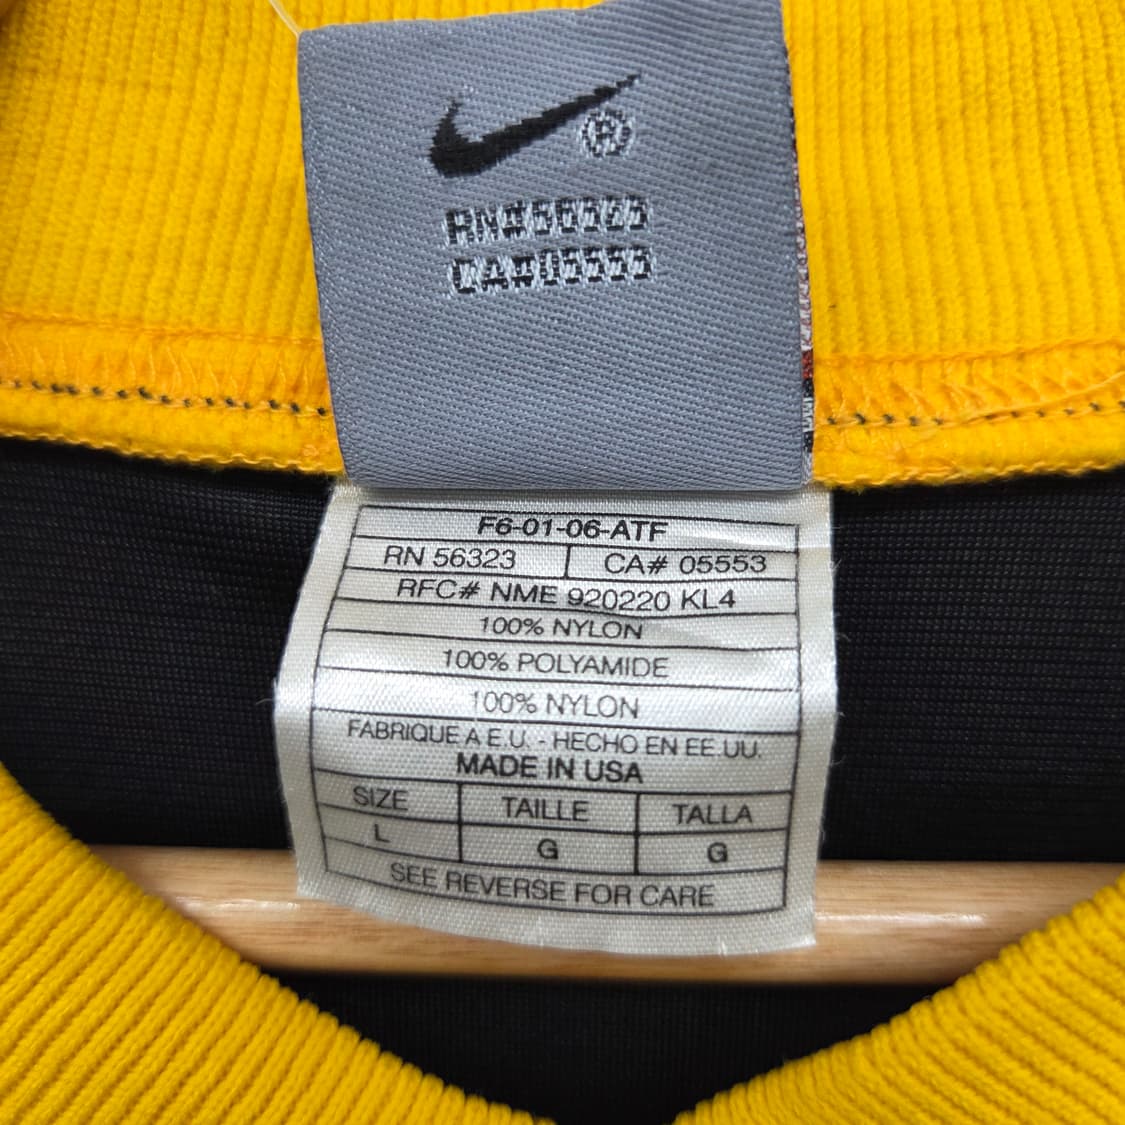 ®
RN#56323
CA#05553
F6-01-06-ATF
RN 56323 CA# 05553
RFC# NME 920220 KL4
100% NYLON
100% POLYAMIDE
100% NYLON
FABRIQUE A E.U. - HECHO EN EE.UU.
MADE IN USA
SIZE TAILLE TALLA
L G G
SEE REVERSE FOR CARE